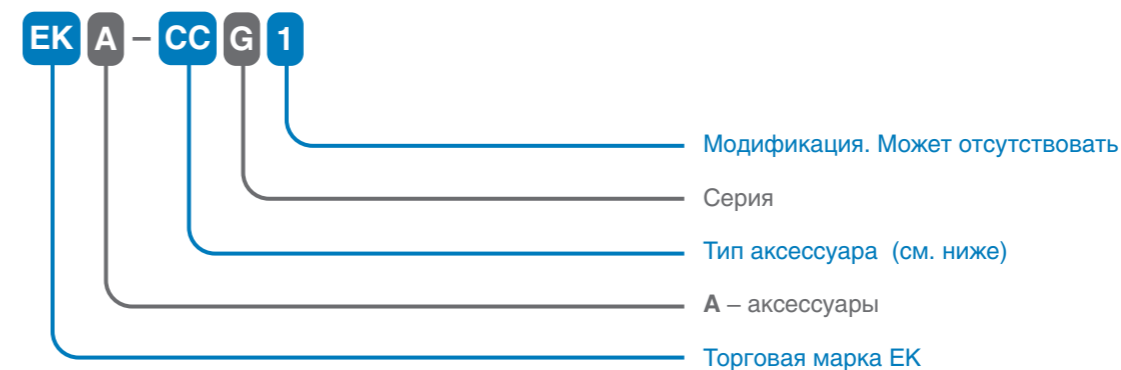 EK A – CC G 1
Модификация. Может отсутствовать
Серия
Тип аксессуара (см. ниже)
A – аксессуары
Торговая марка EK